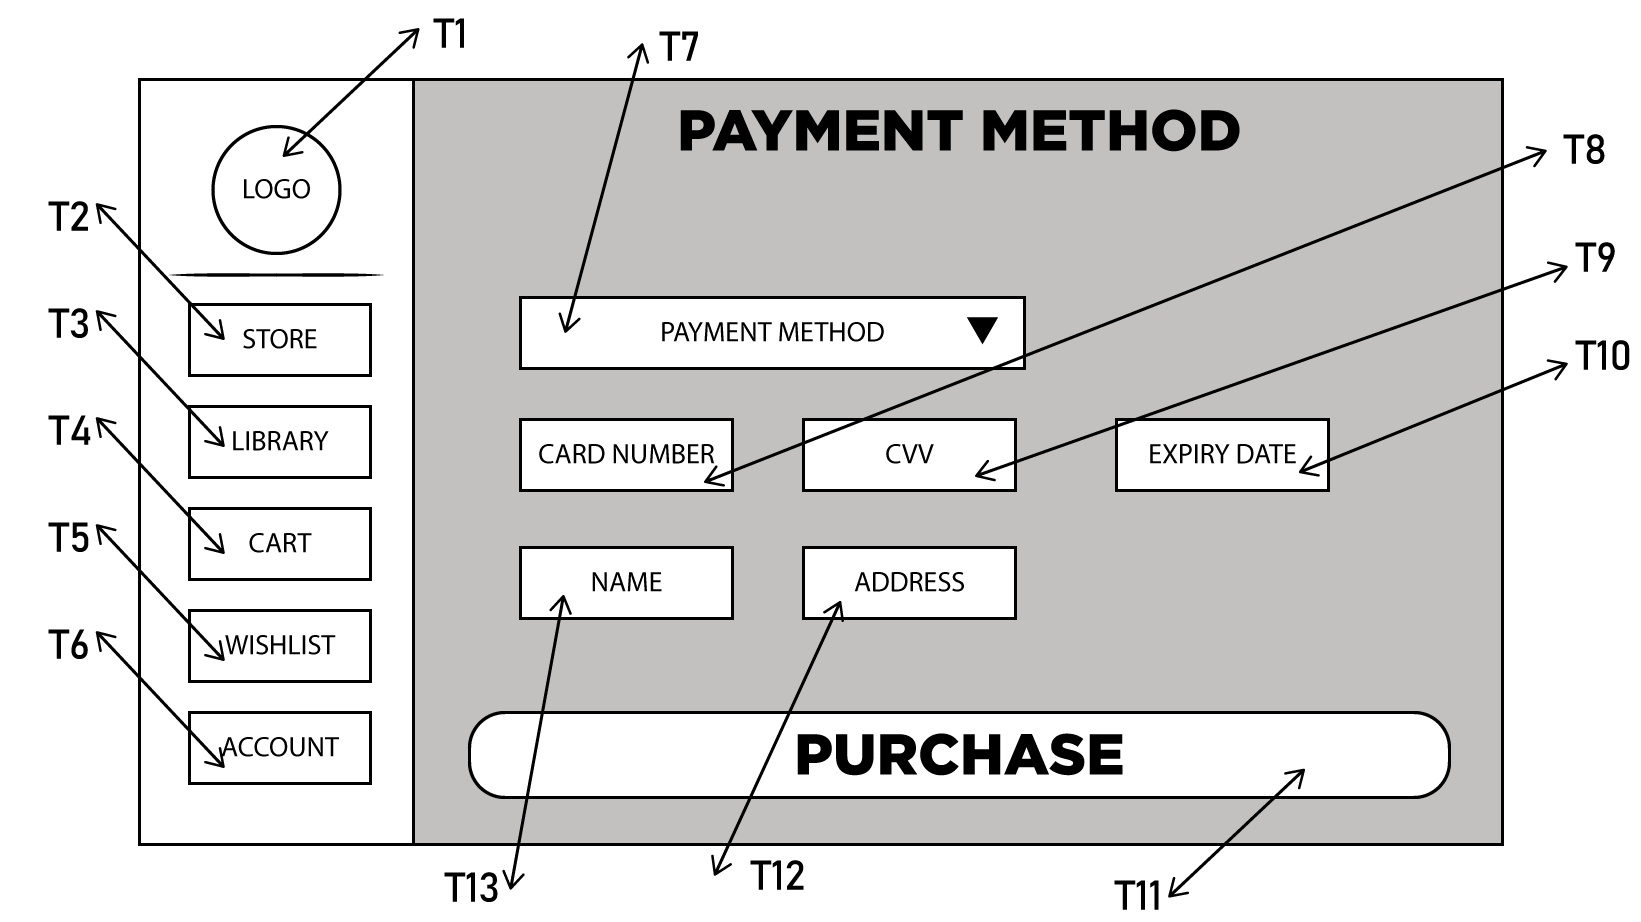 T1
T7
PAYMENT METHOD
T8
LOGO
T2
T9
STORE
T3
PAYMENT METHOD
T10
LIBRARY
T4
CARD NUMBER
CVV
EXPIRY DATE
CART
T5
NAME
ADDRESS
WISHLIST
T6
ACCOUNT
PURCHASE
T13
T12
T11